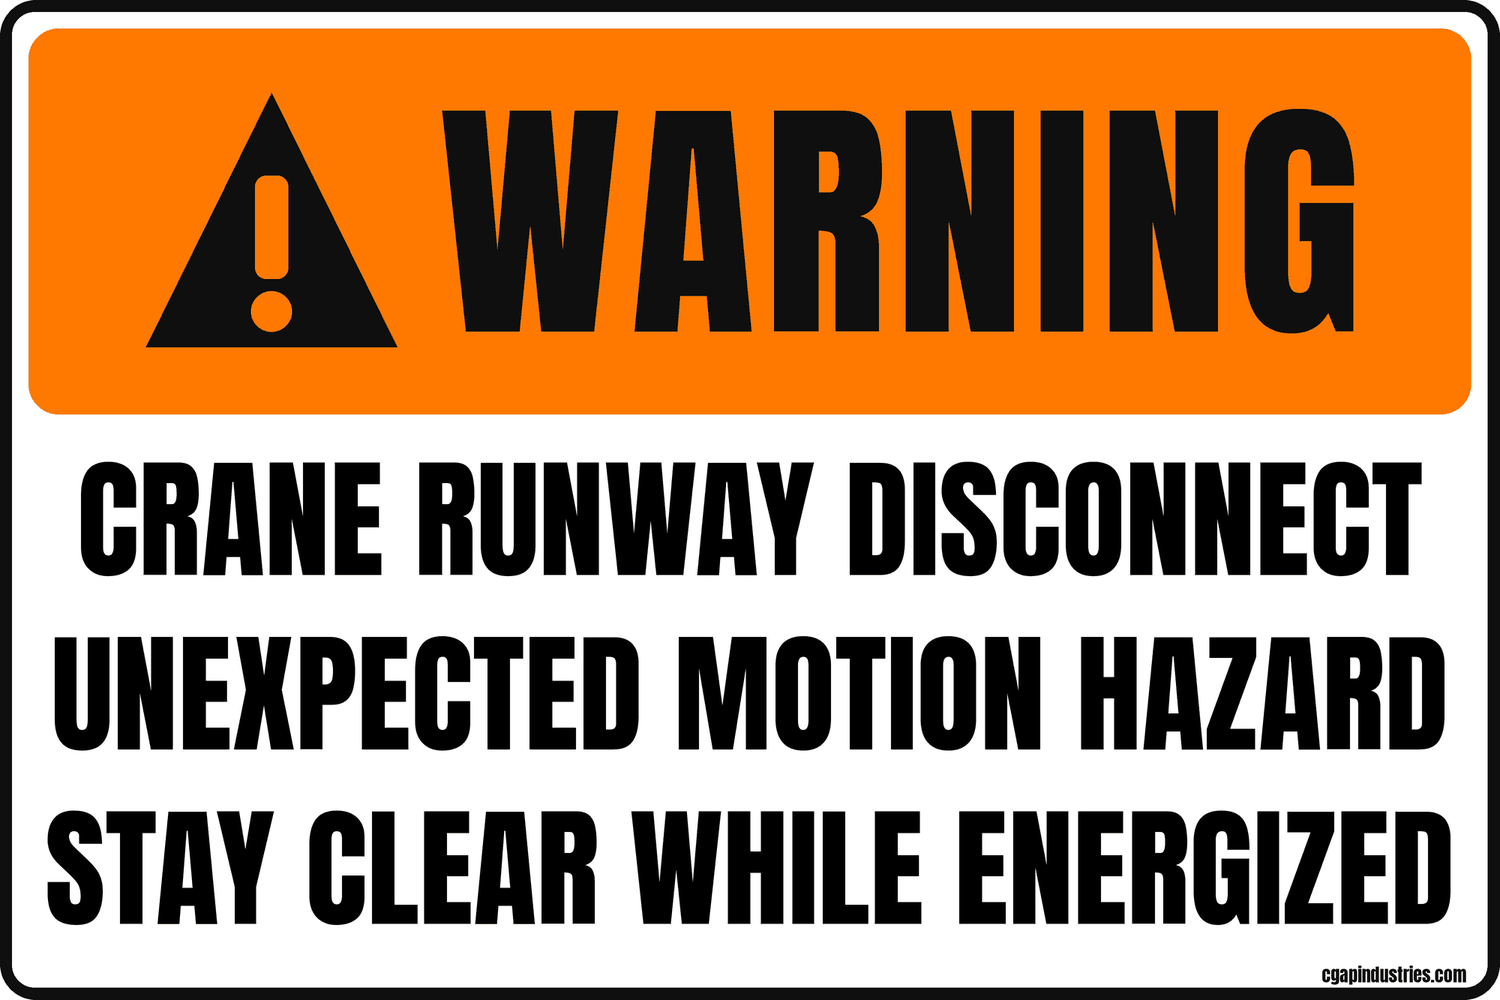 WARNING
CRANE RUNWAY DISCONNECT
UNEXPECTED MOTION HAZARD
STAY CLEAR WHILE ENERGIZED
cgapindustries.com